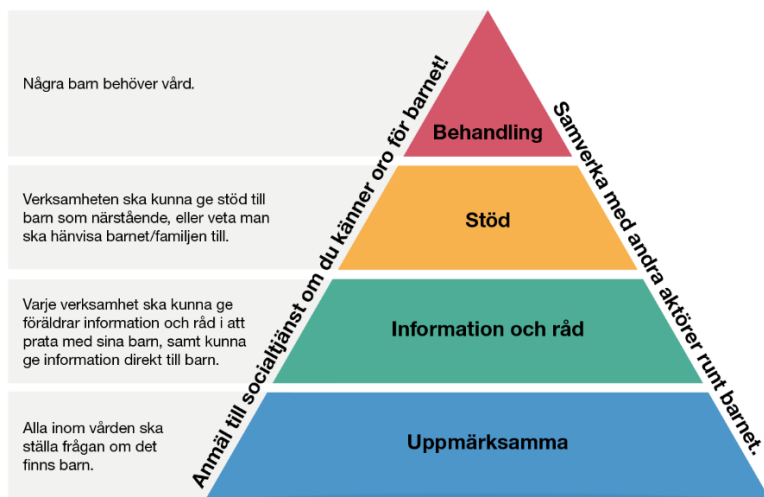 Några barn behöver vård.
Behandling
Verksamheten ska kunna ge stöd till
barn som närstående, eller veta man
ska hänvisa barnet/familjen till.
Stöd
Varje verksamhet ska kunna ge
föräldrar information och råd i att
prata med sina barn, samt kunna
ge information direkt till barn.
Information och råd
Alla inom vården ska
ställa frågan om det
finns barn.
Uppmärksamma
Anmäl till socialtjänst om du känner oro för barnet!
Samverka med andra aktörer runt barnet.